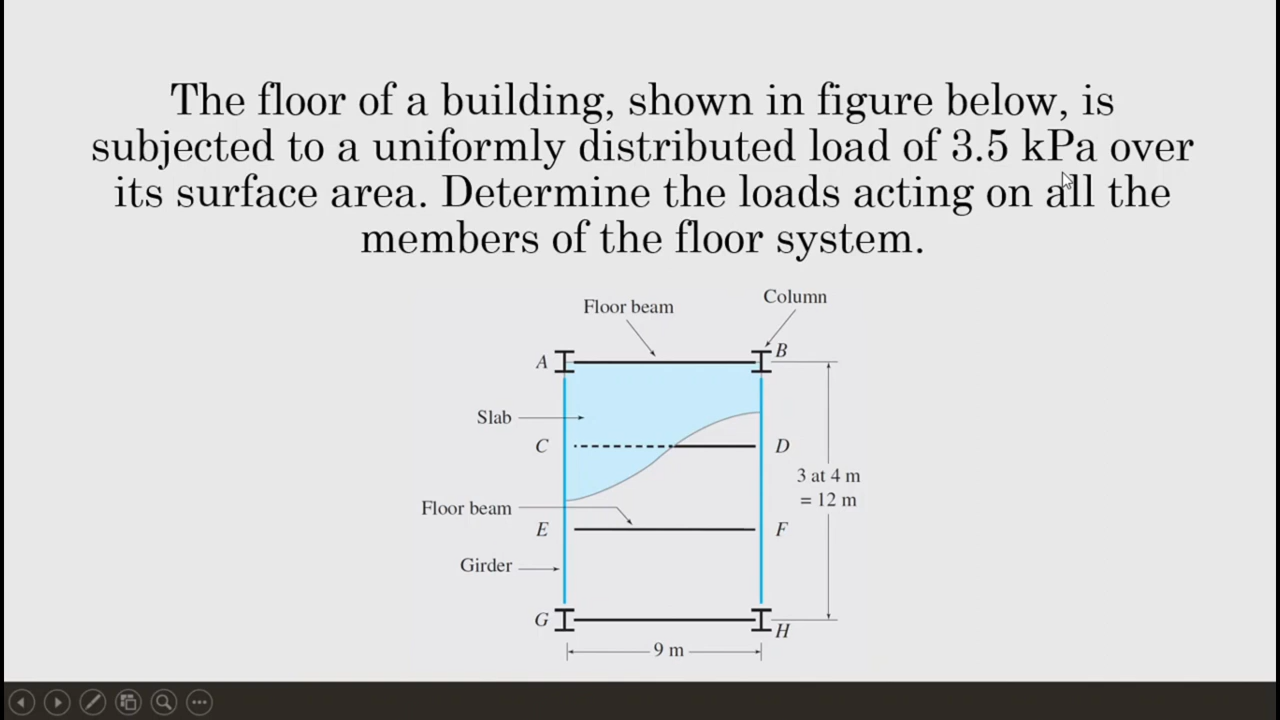 The floor of a building, shown in figure below, is
subjected to a uniformly distributed load of 3.5 kPa over
its surface area. Determine the loads acting on all the
members of the floor system.
Floor beam
Column
A
B
Slab
C
D
3 at 4 m
= 12 m
Floor beam
E
F
Girder
G
H
9 m